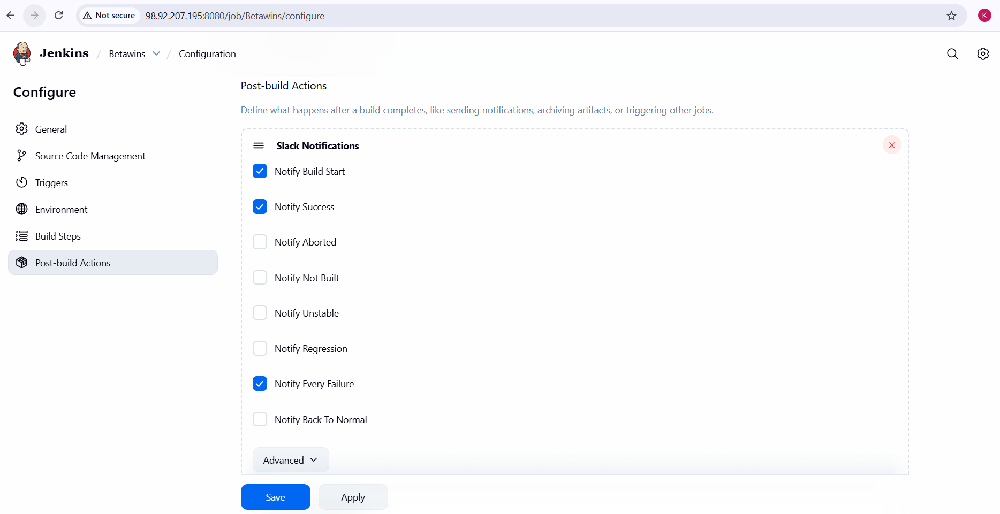 Not secure 98.92.207.195:8080/job/Betawins/configure K
Jenkins / Betawins / Configuration
Configure
General
Source Code Management
Triggers
Environment
Build Steps
Post-build Actions
Post-build Actions
Define what happens after a build completes, like sending notifications, archiving artifacts, or triggering other jobs.
Slack Notifications
Notify Build Start
Notify Success
Notify Aborted
Notify Not Built
Notify Unstable
Notify Regression
Notify Every Failure
Notify Back To Normal
Advanced
Save Apply